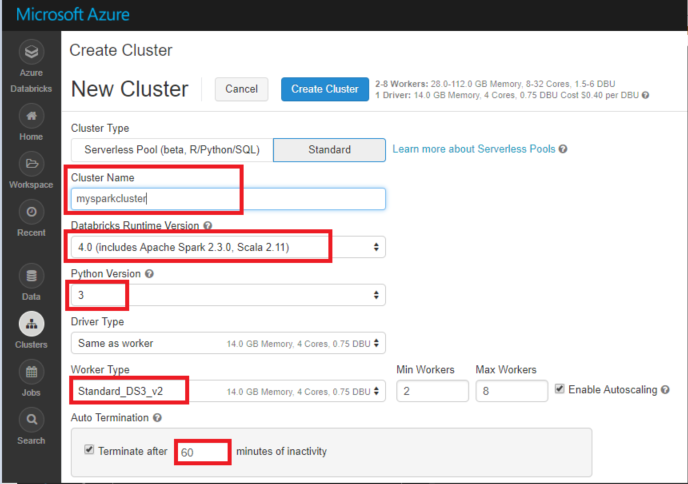 Microsoft Azure
Azure
Databricks
Home
Workspace
Recent
Data
Clusters
Jobs
Search
Create Cluster
New Cluster
Cancel
Create Cluster
2-8 Workers: 28.0-112.0 GB Memory, 8-32 Cores, 1.5-6 DBU
1 Driver: 14.0 GB Memory, 4 Cores, 0.75 DBU Cost $0.40 per DBU ?
Cluster Type
Serverless Pool (beta, R/Python/SQL)
Standard
Learn more about Serverless Pools ?
Cluster Name
mysparkcluster
Databricks Runtime Version ?
4.0 (includes Apache Spark 2.3.0, Scala 2.11)
Python Version ?
3
Driver Type
Same as worker 14.0 GB Memory, 4 Cores, 0.75 DBU
Worker Type Min Workers Max Workers
Standard_DS3_v2 14.0 GB Memory, 4 Cores, 0.75 DBU 2 8 Enable Autoscaling ?
Auto Termination ?
Terminate after 60 minutes of inactivity